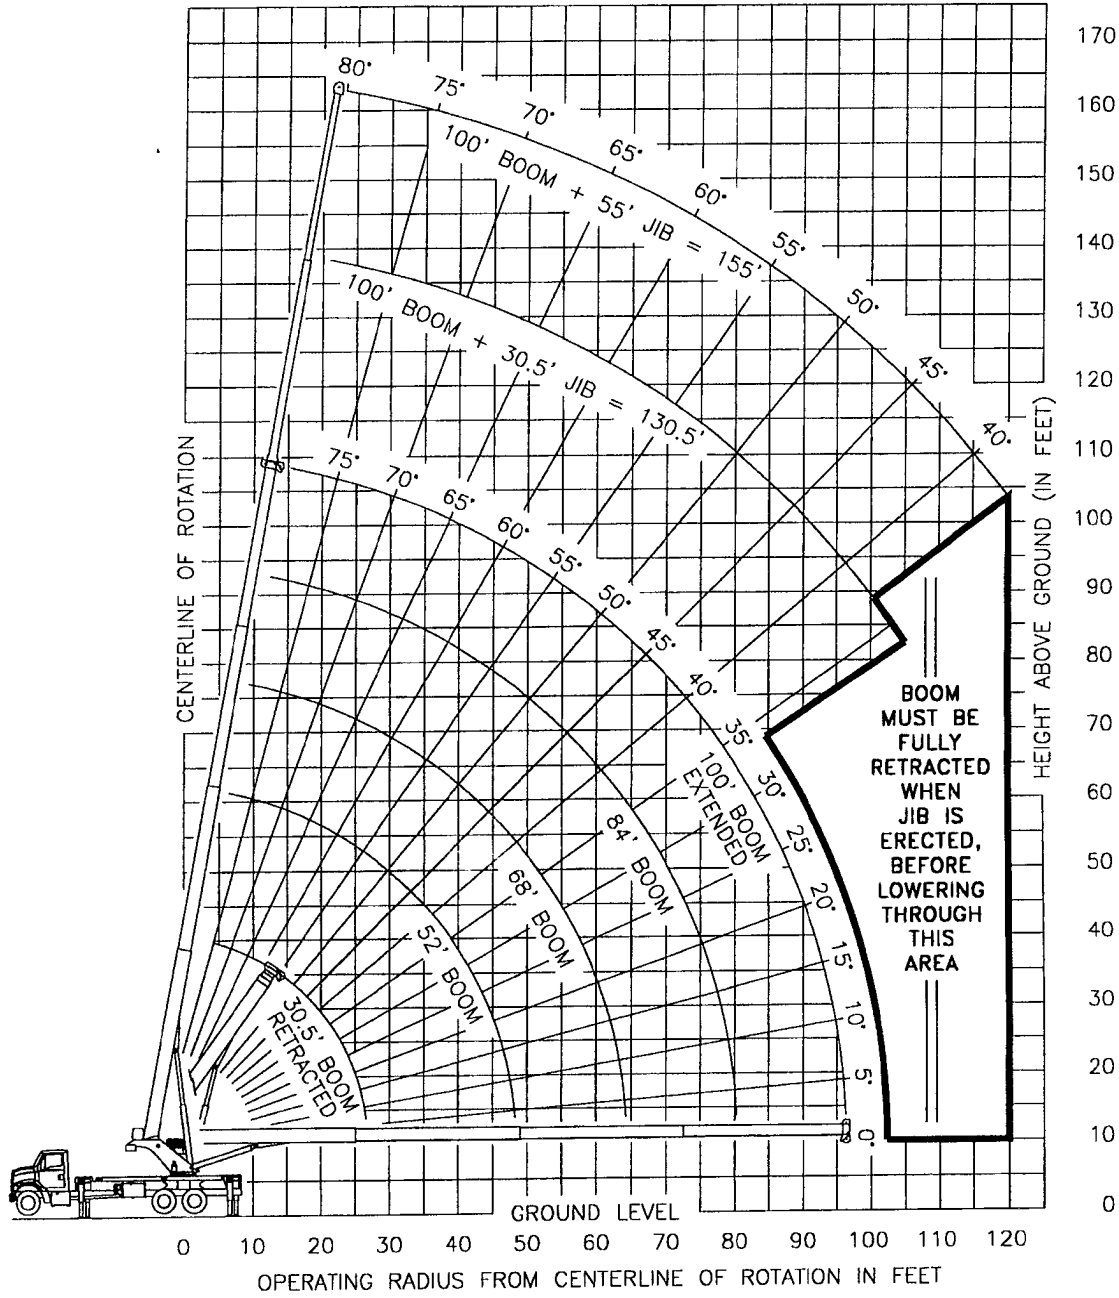 170
160
150
140
130
120
110
100
90
80
70
60
50
40
30
20
10
0
HEIGHT ABOVE GROUND (IN FEET)
CENTERLINE OF ROTATION
80°
75°
70°
65°
60°
55°
50°
45°
40°
100' BOOM + 55' JIB = 155'
100' BOOM + 30.5' JIB = 130.5'
75°
70°
65°
60°
55°
50°
45°
40°
35°
30°
25°
20°
15°
10°
5°
0°
100' BOOM
EXTENDED
84' BOOM
68' BOOM
52' BOOM
30.5' BOOM
RETRACTED
BOOM
MUST BE
FULLY
RETRACTED
WHEN
JIB IS
ERECTED,
BEFORE
LOWERING
THROUGH
THIS
AREA
GROUND LEVEL
0 10 20 30 40 50 60 70 80 90 100 110 120
OPERATING RADIUS FROM CENTERLINE OF ROTATION IN FEET